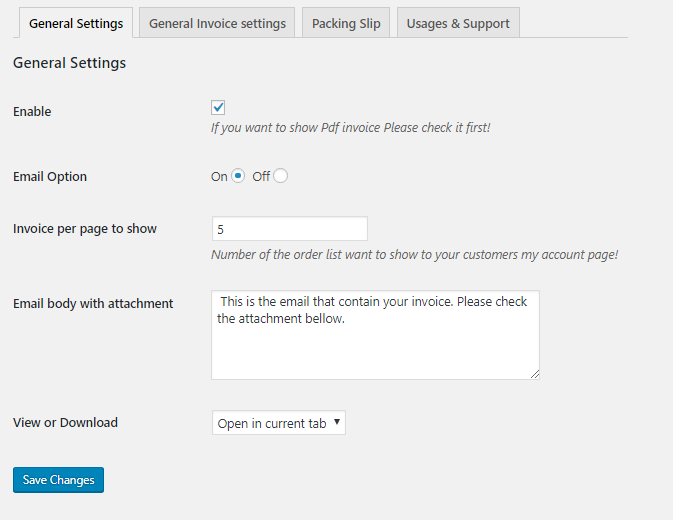 General Settings
General Invoice settings
Packing Slip
Usages & Support
General Settings
Enable
If you want to show Pdf invoice Please check it first!
Email Option
On Off
Invoice per page to show
5
Number of the order list want to show to your customers my account page!
Email body with attachment
This is the email that contain your invoice. Please check
the attachment bellow.
View or Download
Open in current tab
Save Changes